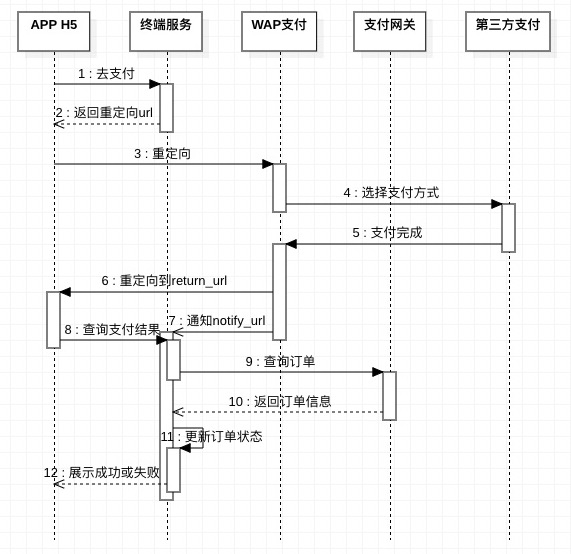 APP H5
终端服务
WAP支付
支付网关
第三方支付
1 : 去支付
2 : 返回重定向url
3 : 重定向
4 : 选择支付方式
5 : 支付完成
6 : 重定向到return_url
7 : 通知notify_url
8 : 查询支付结果
9 : 查询订单
10 : 返回订单信息
11 : 更新订单状态
12 : 展示成功或失败